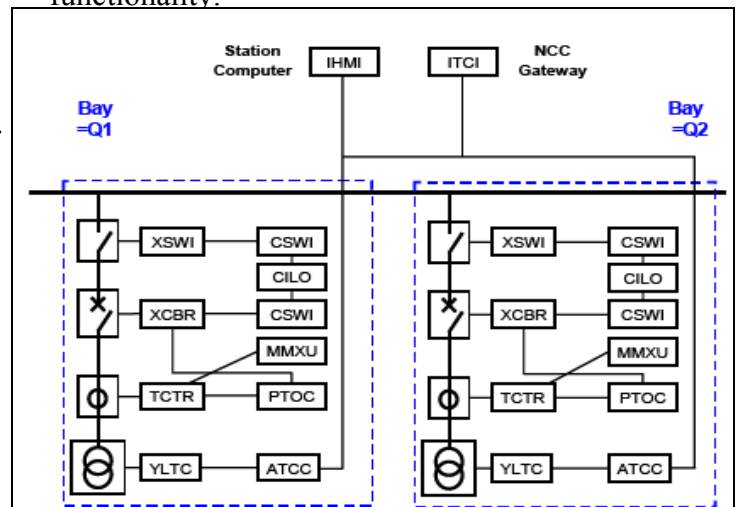 functionality.
Station
Computer
IHMI
ITCI
NCC
Gateway
Bay
=Q1
Bay
=Q2
XSWI
CSWI
CILO
XCBR
CSWI
MMXU
TCTR
PTOC
YLTC
ATCC
XSWI
CSWI
CILO
XCBR
CSWI
MMXU
TCTR
PTOC
YLTC
ATCC